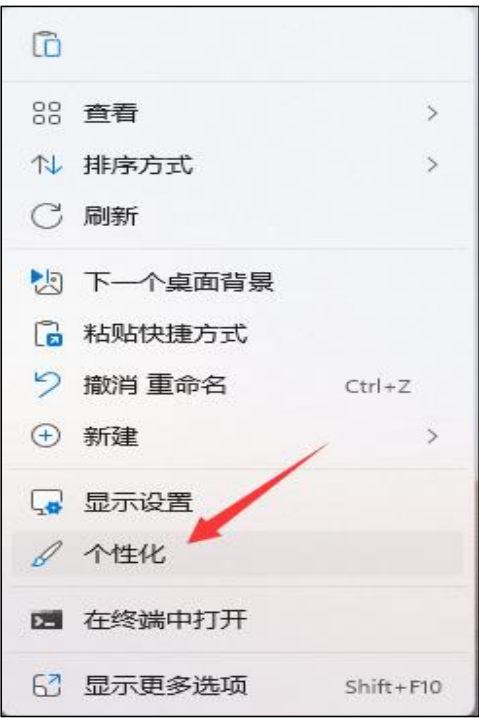 查看
排序方式
刷新
下一个桌面背景
粘贴快捷方式
撤消 重命名 Ctrl+Z
新建
显示设置
个性化
在终端中打开
显示更多选项 Shift+F10